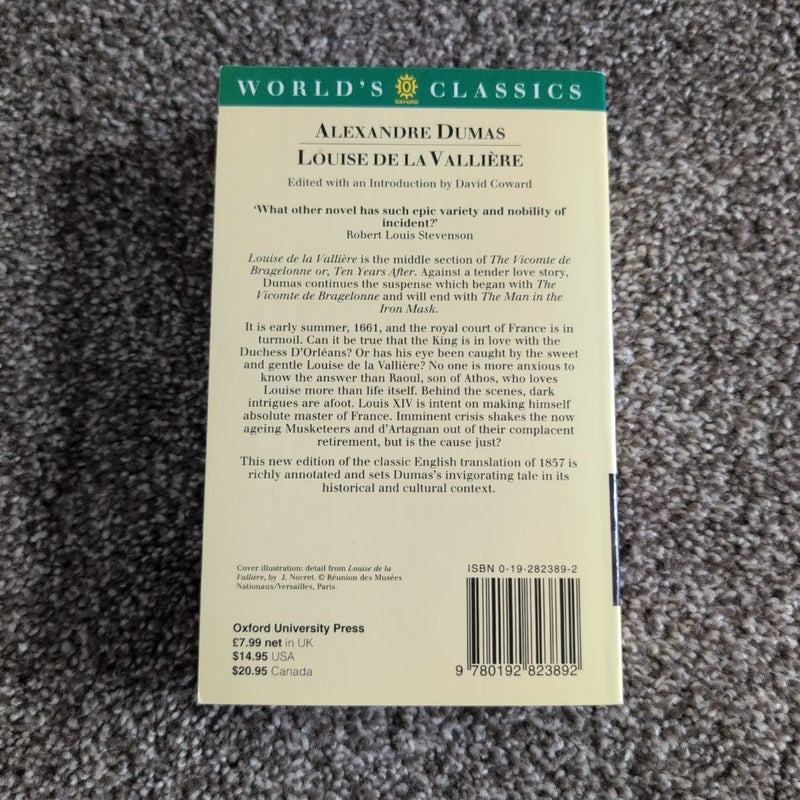 WORLD'S OXFORD CLASSICS
ALEXANDRE DUMAS
LOUISE DE LA VALLIÈRE
Edited with an Introduction by David Coward
'What other novel has such epic variety and nobility of
incident?'
Robert Louis Stevenson
Louise de la Vallière is the middle section of The Vicomte de
Bragelonne or, Ten Years After. Against a tender love story,
Dumas continues the suspense which began with The
Vicomte de Bragelonne and will end with The Man in the
Iron Mask.
It is early summer, 1661, and the royal court of France is in
turmoil. Can it be true that the King is in love with the
Duchess D'Orléans? Or has his eye been caught by the sweet
and gentle Louise de la Vallière? No one is more anxious to
know the answer than Raoul, son of Athos, who loves
Louise more than life itself. Behind the scenes, dark
intrigues are afoot. Louis XIV is intent on making himself
absolute master of France. Imminent crisis shakes the now
ageing Musketeers and d'Artagnan out of their complacent
retirement, but is the cause just?
This new edition of the classic English translation of 1857 is
richly annotated and sets Dumas's invigorating tale in its
historical and cultural context.
Cover illustration: detail from Louise de la
Vallière, by J. Nocret. © Réunion des Musées
Nationaux/Versailles, Paris.
Oxford University Press
£7.99 net in UK
$14.95 USA
$20.95 Canada
ISBN 0-19-282389-2
9 780192 823892